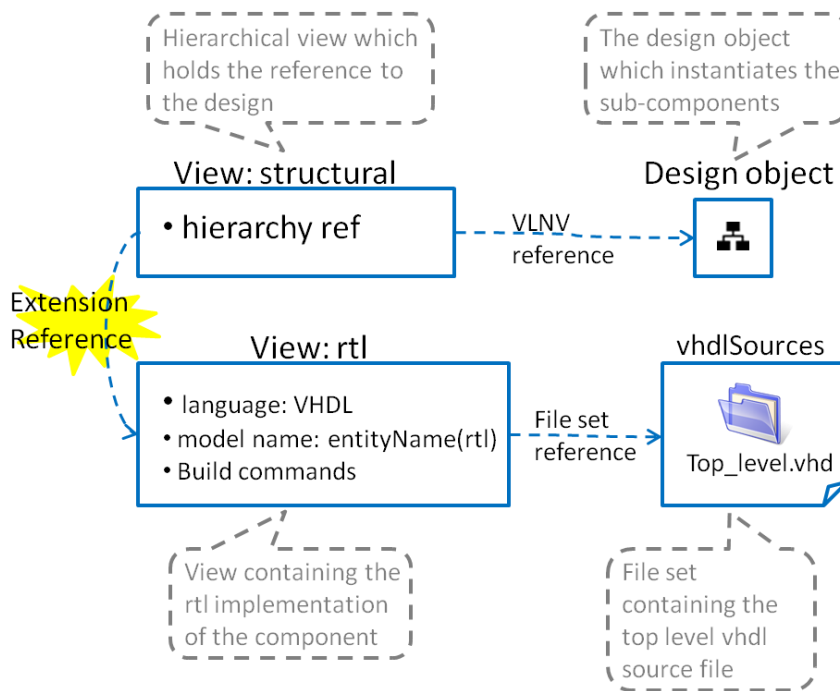 Hierarchical view which
holds the reference to
the design
The design object
which instantiates the
sub-components
View: structural
Design object
• hierarchy ref
VLNV
reference
Extension
Reference
View: rtl
vhdlSources
• language: VHDL
• model name: entityName(rtl)
• Build commands
File set
reference
Top_level.vhd
View containing the
rtl implementation
of the component
File set
containing the
top level vhdl
source file